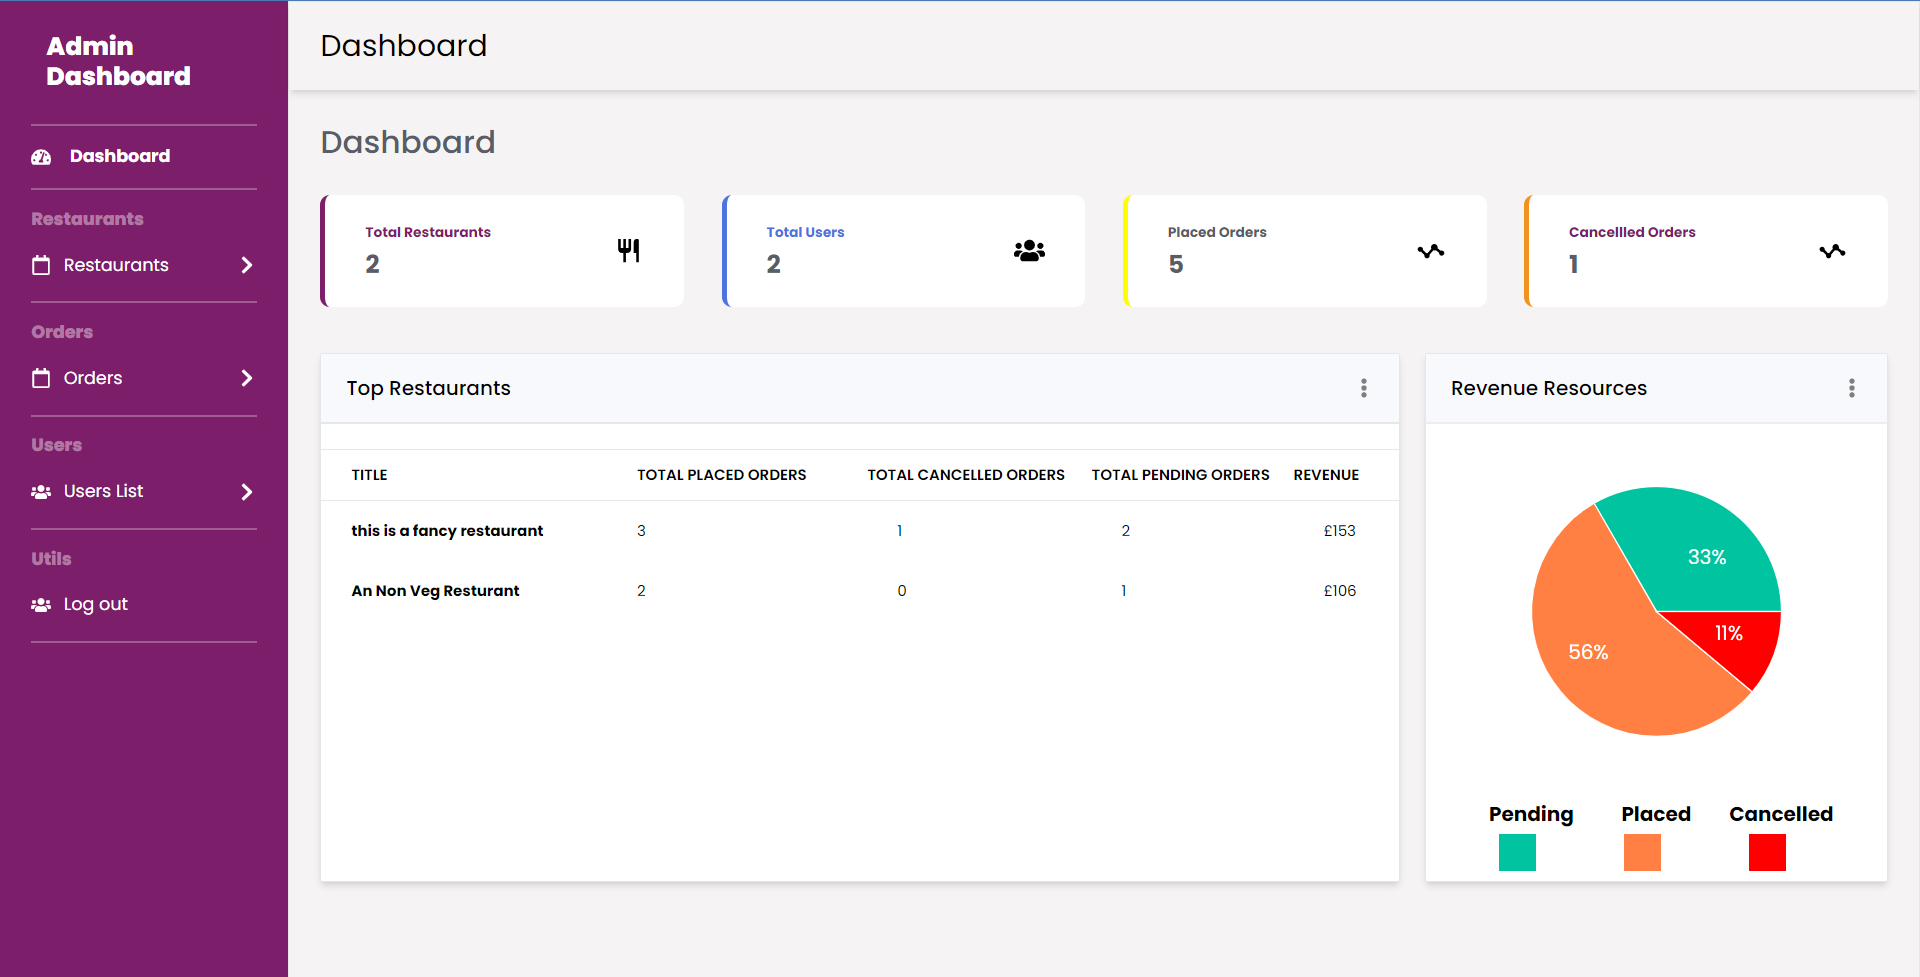 Admin
Dashboard
Dashboard
Restaurants
Restaurants
Orders
Orders
Users
Users List
Utils
Log out
Dashboard
Dashboard
Total Restaurants
2
Total Users
2
Placed Orders
5
Cancellled Orders
1
Top Restaurants
TITLE TOTAL PLACED ORDERS TOTAL CANCELLED ORDERS TOTAL PENDING ORDERS REVENUE
this is a fancy restaurant 3 1 2 £153
An Non Veg Resturant 2 0 1 £106
Revenue Resources
33%
11%
56%
Pending Placed Cancelled